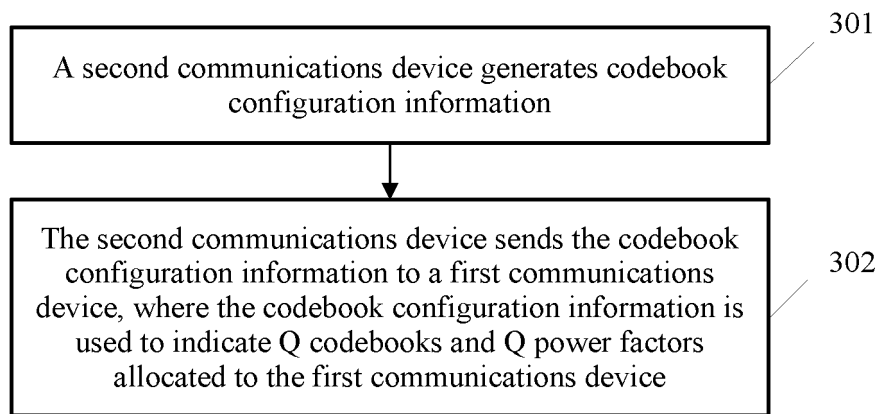 301
A second communications device generates codebook
configuration information
302
The second communications device sends the codebook
configuration information to a first communications
device, where the codebook configuration information is
used to indicate Q codebooks and Q power factors
allocated to the first communications device